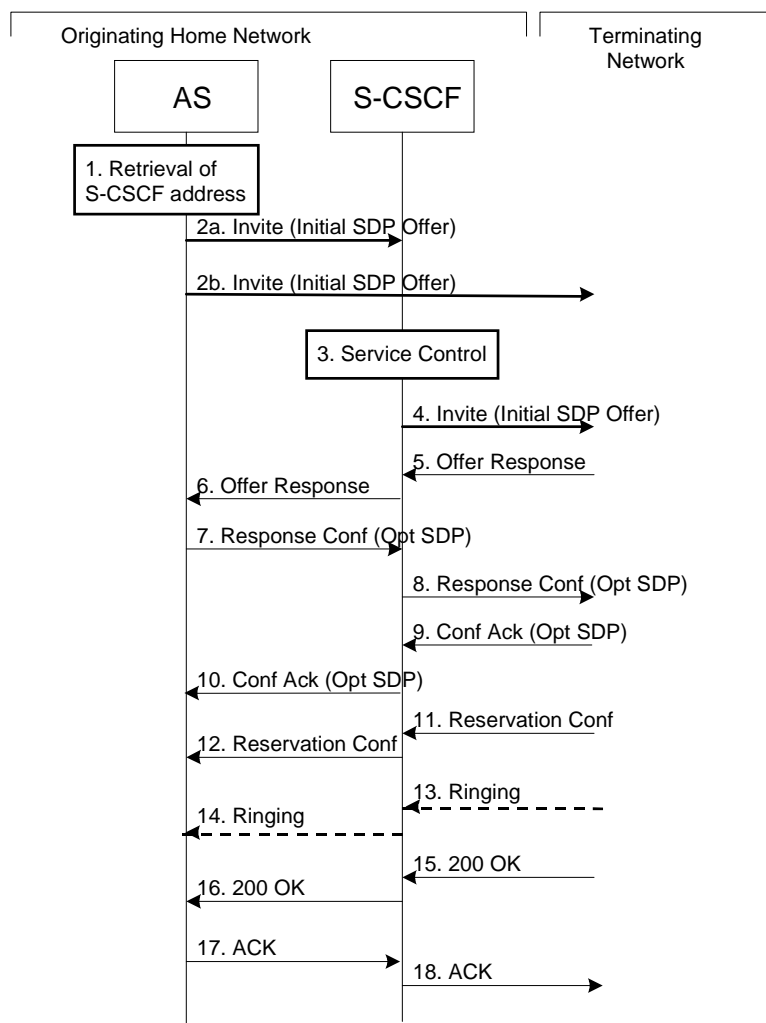 Originating Home Network
Terminating
Network
AS
S-CSCF
1. Retrieval of
S-CSCF address
2a. Invite (Initial SDP Offer)
2b. Invite (Initial SDP Offer)
3. Service Control
4. Invite (Initial SDP Offer)
5. Offer Response
6. Offer Response
7. Response Conf (Opt SDP)
8. Response Conf (Opt SDP)
9. Conf Ack (Opt SDP)
10. Conf Ack (Opt SDP)
11. Reservation Conf
12. Reservation Conf
13. Ringing
14. Ringing
15. 200 OK
16. 200 OK
17. ACK
18. ACK